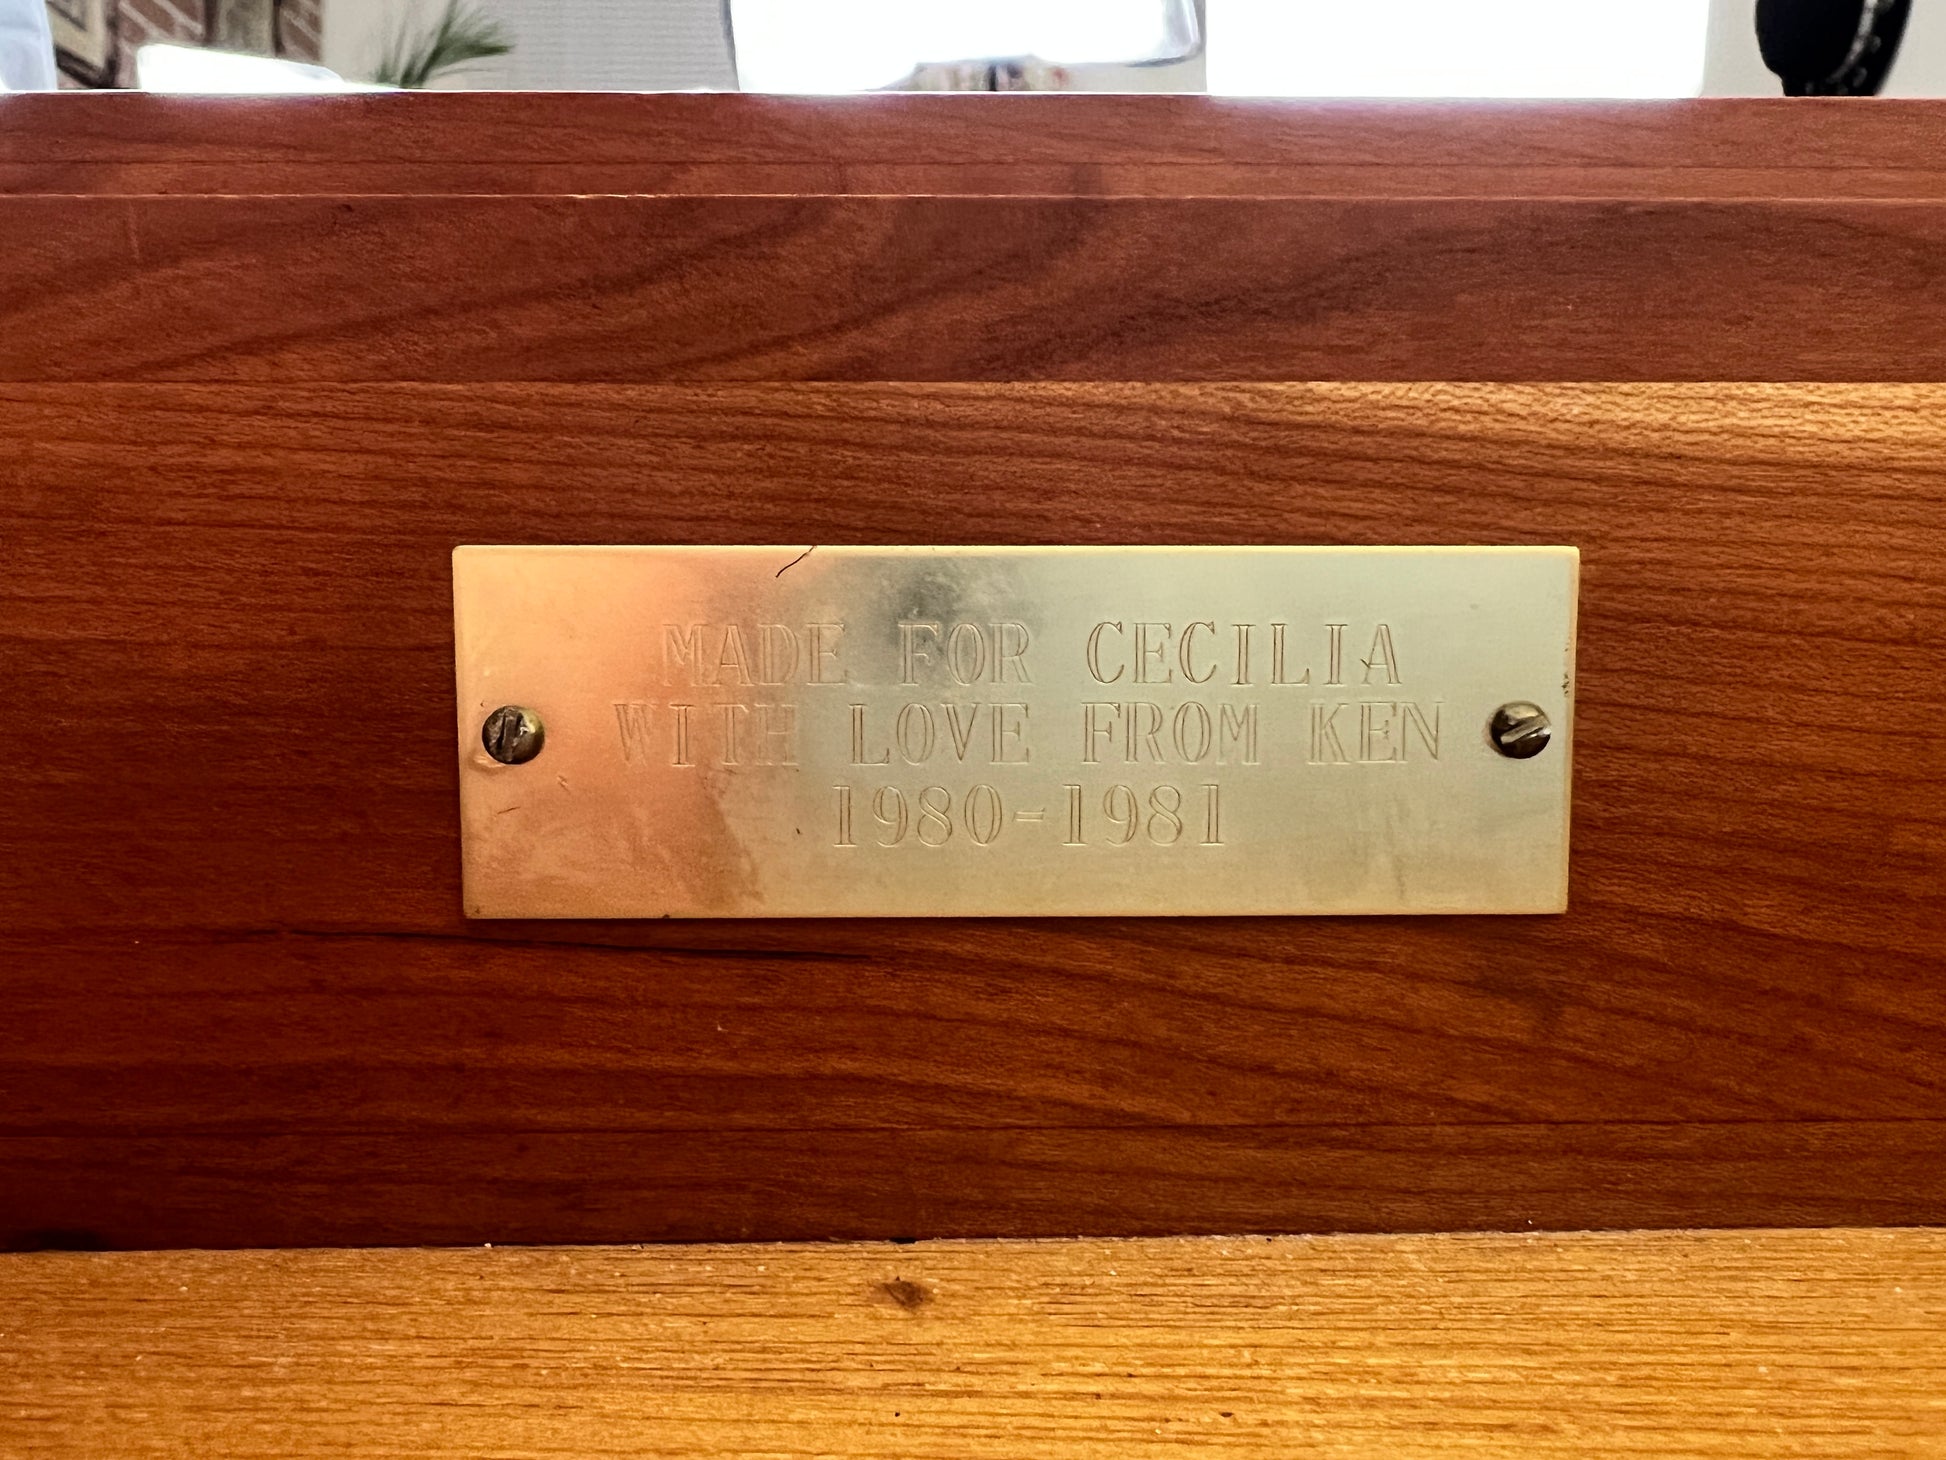 MADE FOR CECILIA
WITH LOVE FROM KEN
1980-1981